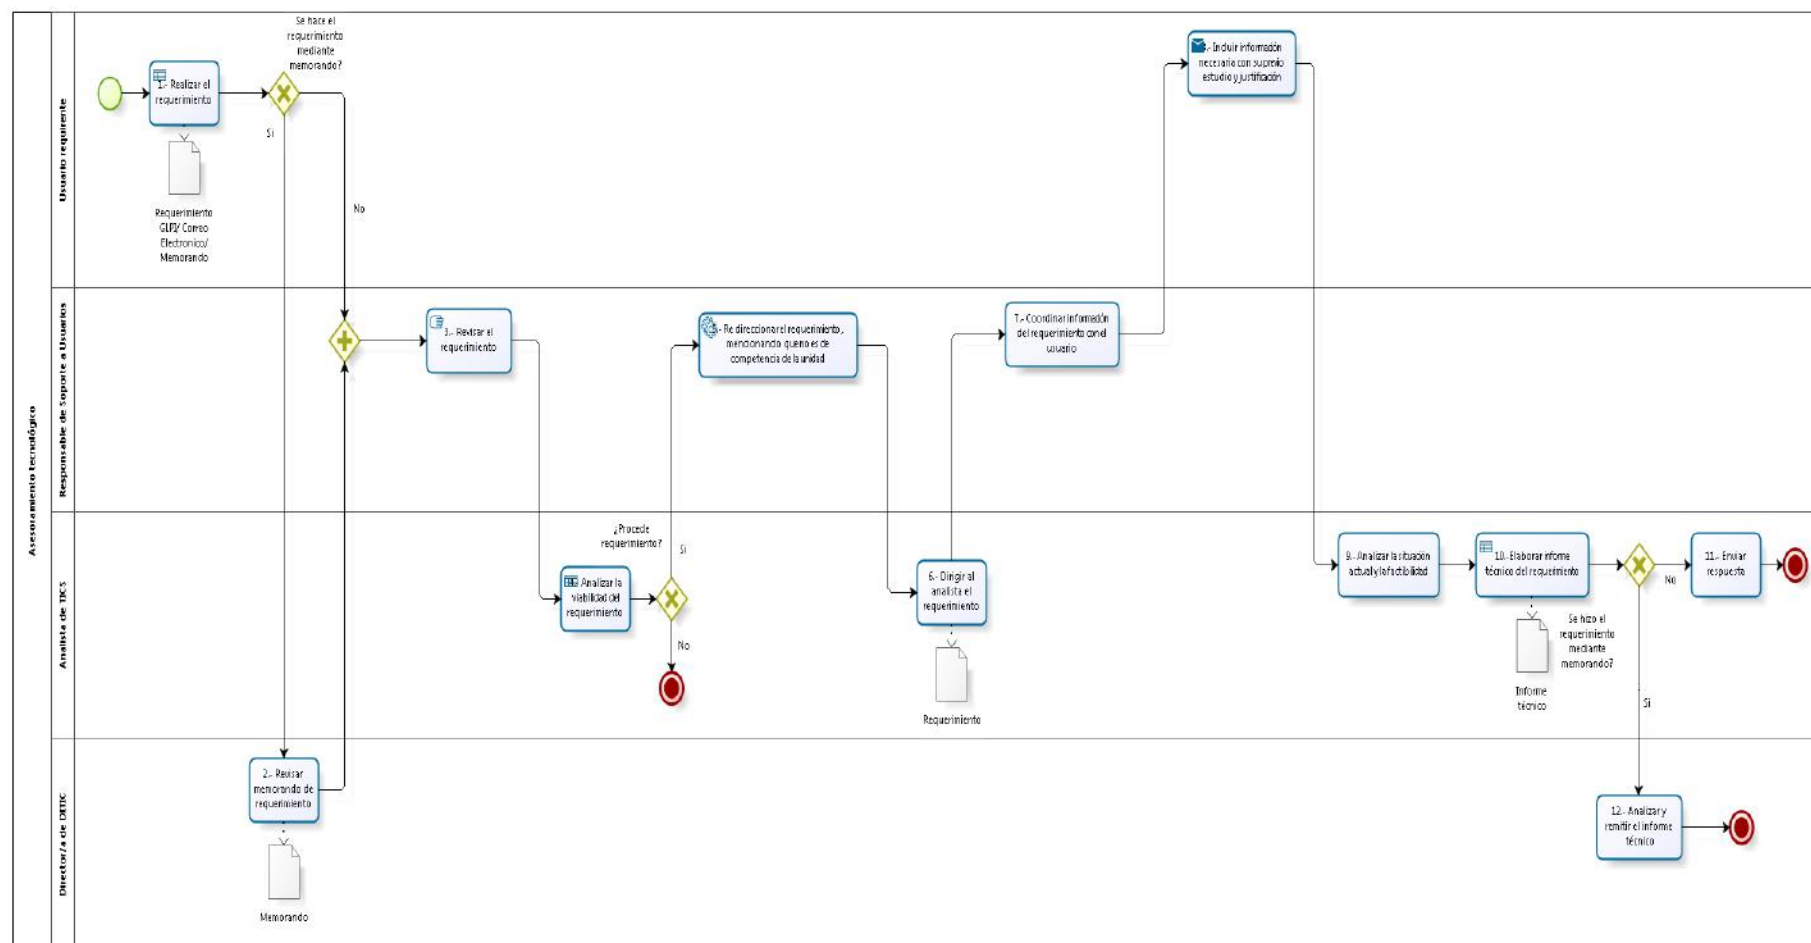 Asesoramiento tecnológico
Usuario requirente
1.- Realizar el
requerimiento
Requerimiento
GLPI/ Correo
Electronico/
Memorando
Se hace el
requerimiento
mediante
memorando?
Si
No
.- Incluir información
necesaria con su previo
estudio y justificación
Responsable de Soporte a Usuarios
3.- Revisar el
requerimiento
.- Re direccionar el requerimiento,
mencionando que no es de
competencia de la unidad
7.- Coordinar información
del requerimiento con el
usuario
Analista de TICS
Analizar la
viabilidad del
requerimiento
¿Procede
requerimiento?
Si
No
6.- Dirigir al
analista el
requerimiento
Requerimiento
9.- Analizar la situación
actual y la factibilidad
10.-Elaborar informe
técnico del requerimiento
Informe
técnico
Se hizo el
requerimiento
mediante
memorando?
No
Si
11.- Enviar
respuesta
Director/a de DITIC
2.- Revisar
memorando de
requerimiento
Memorando
12.- Analizar y
remitir el informe
técnico